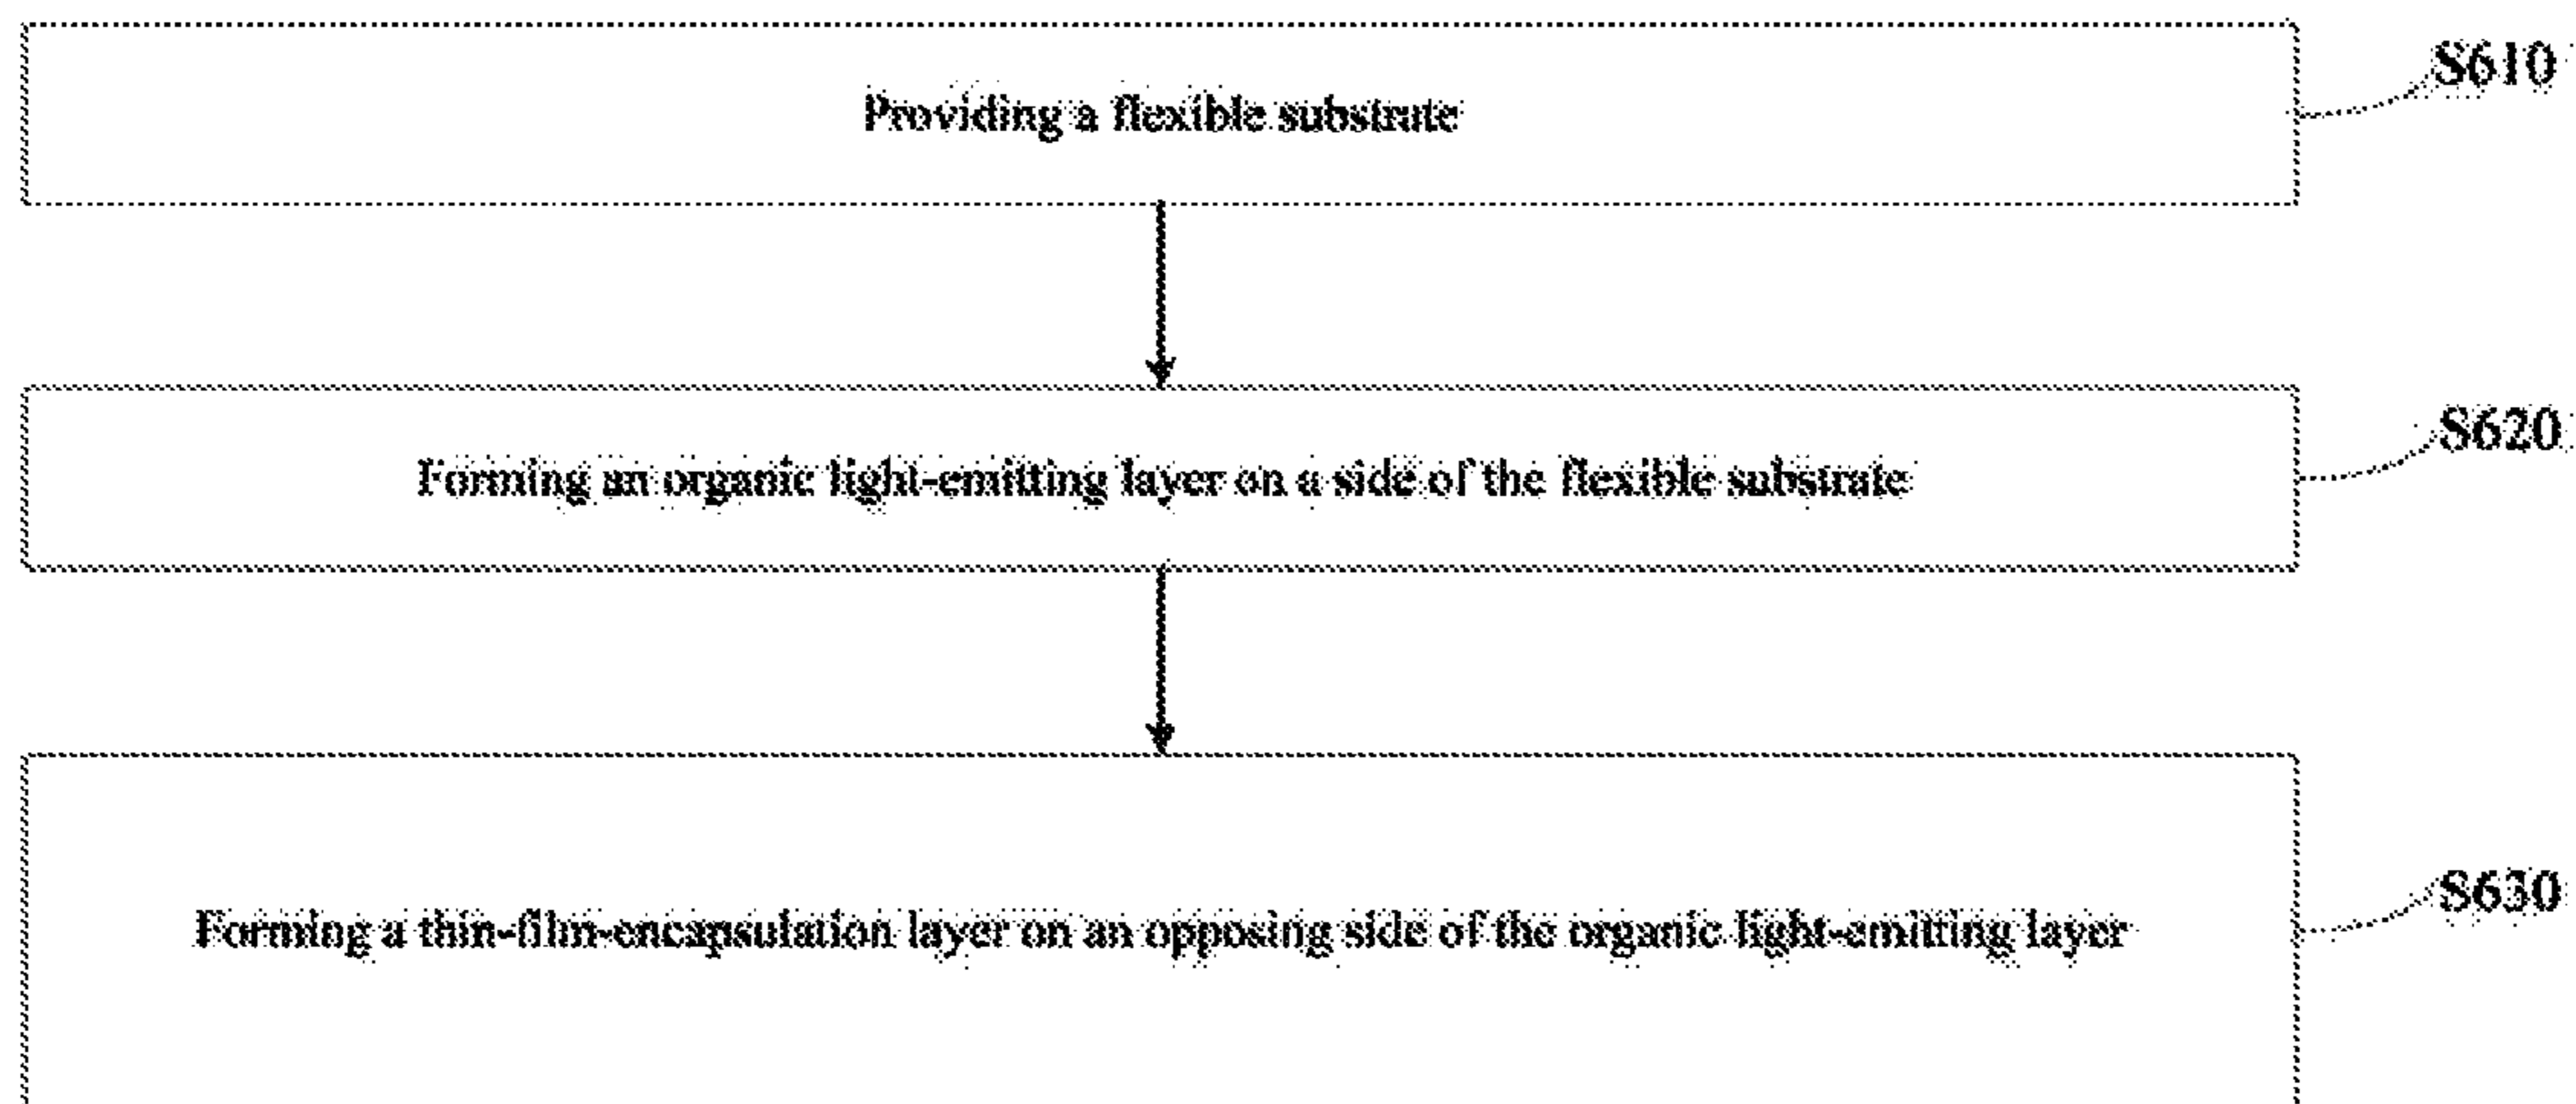 Providing a flexible substrate
S610
Forming an organic light-emitting layer on a side of the flexible substrate
S620
Forming a thin-film-encapsulation layer on an opposing side of the organic light-emitting layer
S630